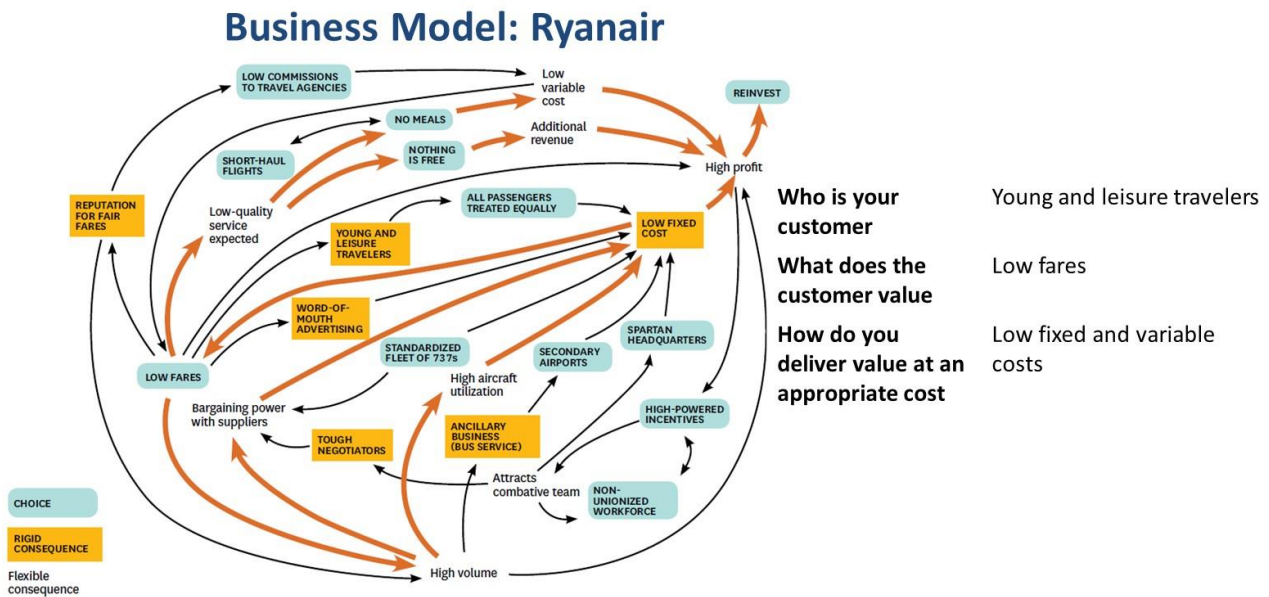 Business Model: Ryanair
LOW COMMISSIONS
TO TRAVEL AGENCIES
Low
variable
cost
REINVEST
NO MEALS
Additional
revenue
NOTHING
IS FREE
SHORT-HAUL
FLIGHTS
High profit
REPUTATION
FOR FAIR
FARES
Low-quality
service
expected
ALL PASSENGERS
TREATED EQUALLY
YOUNG AND
LEISURE
TRAVELERS
LOW FIXED
COST
WORD-OF-
MOUTH
ADVERTISING
STANDARDIZED
FLEET OF 737s
SECONDARY
AIRPORTS
SPARTAN
HEADQUARTERS
LOW FARES
High aircraft
utilization
Bargaining power
with suppliers
HIGH-POWERED
INCENTIVES
TOUGH
NEGOTIATORS
ANCILLARY
BUSINESS
(BUS SERVICE)
Attracts
combative team
NON-
UNIONIZED
WORKFORCE
High volume
CHOICE
RIGID
CONSEQUENCE
Flexible
consequence
Who is your
customer
Young and leisure travelers
What does the
customer value
Low fares
How do you
deliver value at an
appropriate cost
Low fixed and variable
costs